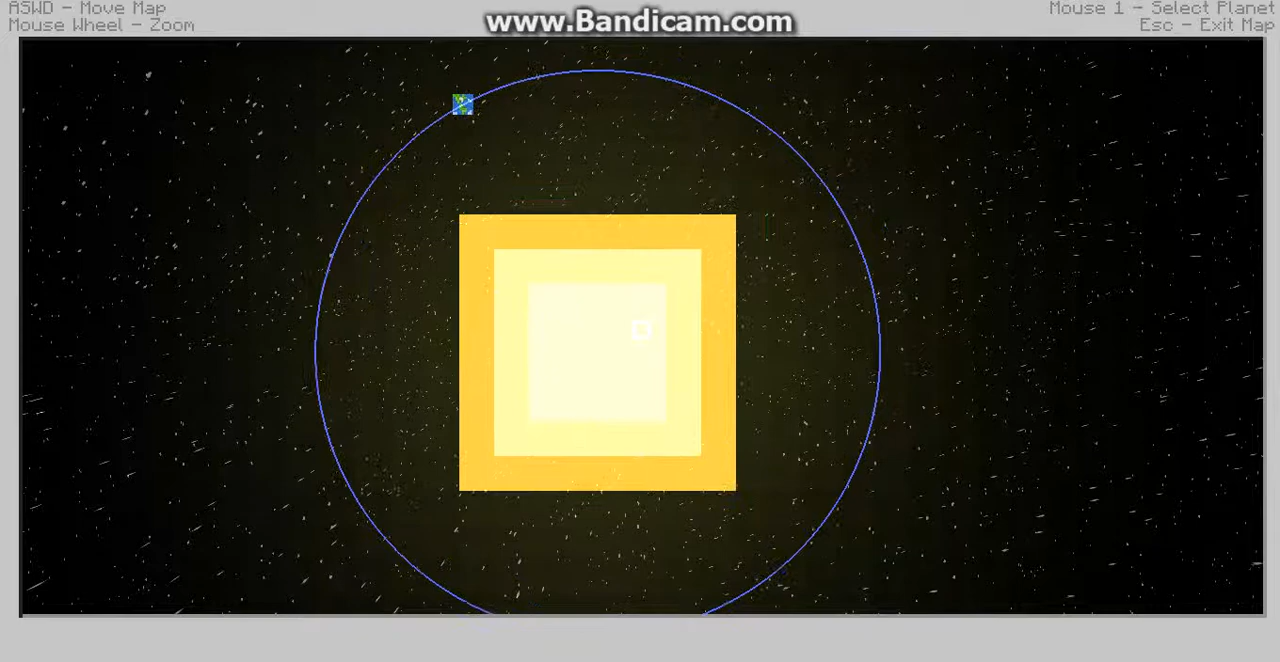 ASWD - Move Map
Mouse Wheel - Zoom
www.Bandicam.com
Mouse 1 - Select Planet
Esc - Exit Map